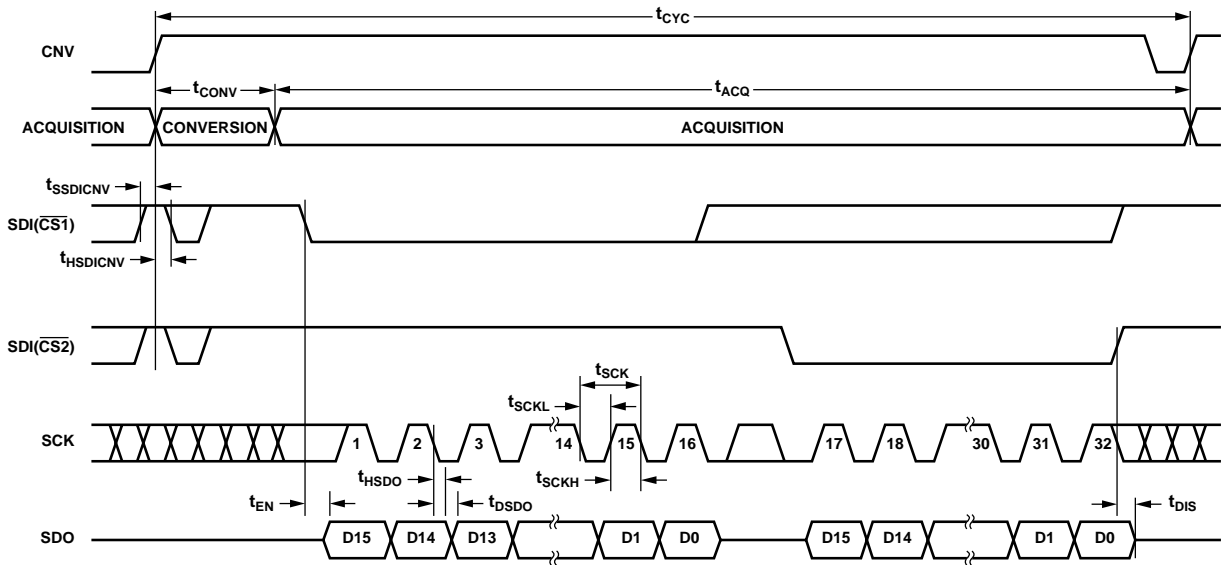 tCYC
CNV
tCONV
tACQ
ACQUISITION
CONVERSION
ACQUISITION
tSSDICNV
SDI(CS1)
tHSDICNV
SDI(CS2)
tSCK
tSCKL
SCK
1 2 3 14 15 16 17 18 30 31 32
tHSDO
tSCKH
tEN
tDSDO
tDIS
SDO
D15 D14 D13 D1 D0 D15 D14 D1 D0